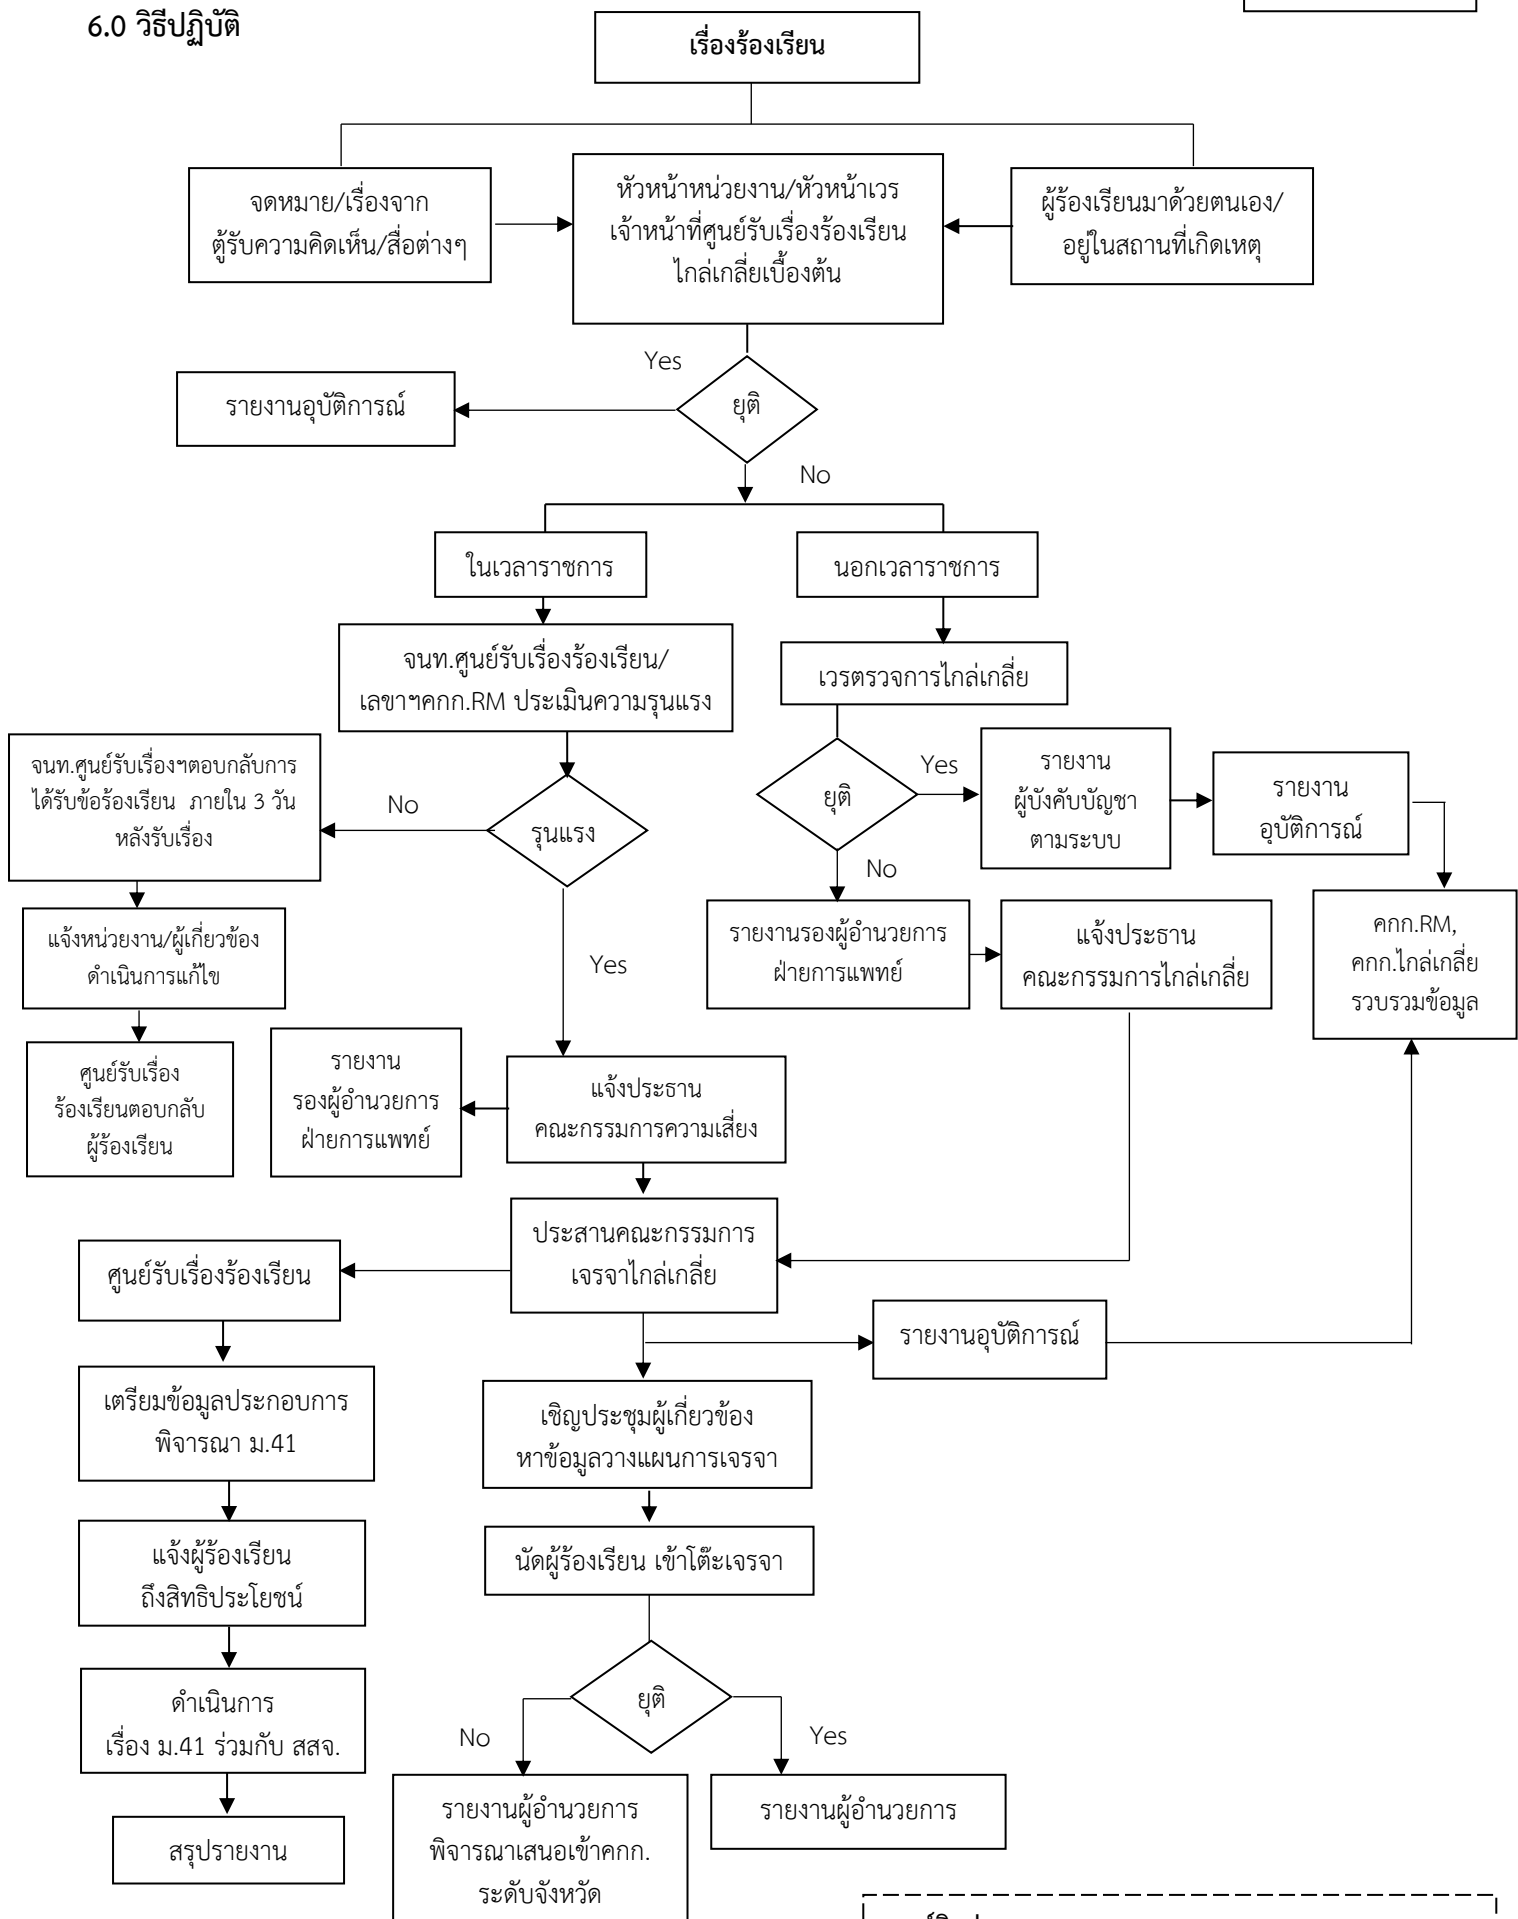 6.0 วิธีปฏิบัติ
เรื่องร้องเรียน
จดหมาย/เรื่องจาก
ตู้รับความคิดเห็น/สื่อต่างๆ
หัวหน้าหน่วยงาน/หัวหน้าเวร
เจ้าหน้าที่ศูนย์รับเรื่องร้องเรียน
ไกล่เกลี่ยเบื้องต้น
ผู้ร้องเรียนมาด้วยตนเอง/
อยู่ในสถานที่เกิดเหตุ
Yes
รายงานอุบัติการณ์
ยุติ
No
ในเวลาราชการ
นอกเวลาราชการ
จนท.ศูนย์รับเรื่องร้องเรียน/
เลขาฯคกก.RM ประเมินความรุนแรง
เวรตรวจการไกล่เกลี่ย
จนท.ศูนย์รับเรื่องฯตอบกลับการ
ได้รับข้อร้องเรียน ภายใน 3 วัน
หลังรับเรื่อง
No
รุนแรง
ยุติ
Yes
รายงาน
ผู้บังคับบัญชา
ตามระบบ
รายงาน
อุบัติการณ์
No
แจ้งหน่วยงาน/ผู้เกี่ยวข้อง
ดำเนินการแก้ไข
Yes
รายงานรองผู้อำนวยการ
ฝ่ายการแพทย์
แจ้งประธาน
คณะกรรมการไกล่เกลี่ย
คกก.RM,
คกก.ไกล่เกลี่ย
รวบรวมข้อมูล
ศูนย์รับเรื่อง
ร้องเรียนตอบกลับ
ผู้ร้องเรียน
รายงาน
รองผู้อำนวยการ
ฝ่ายการแพทย์
แจ้งประธาน
คณะกรรมการความเสี่ยง
ประสานคณะกรรมการ
เจรจาไกล่เกลี่ย
ศูนย์รับเรื่องร้องเรียน
รายงานอุบัติการณ์
เตรียมข้อมูลประกอบการ
พิจารณา ม.41
เชิญประชุมผู้เกี่ยวข้อง
หาข้อมูลวางแผนการเจรจา
แจ้งผู้ร้องเรียน
ถึงสิทธิประโยชน์
นัดผู้ร้องเรียน เข้าโต๊ะเจรจา
ดำเนินการ
เรื่อง ม.41 ร่วมกับ สสจ.
ยุติ
No
Yes
สรุปรายงาน
รายงานผู้อำนวยการ
พิจารณาเสนอเข้าคกก.
ระดับจังหวัด
รายงานผู้อำนวยการ